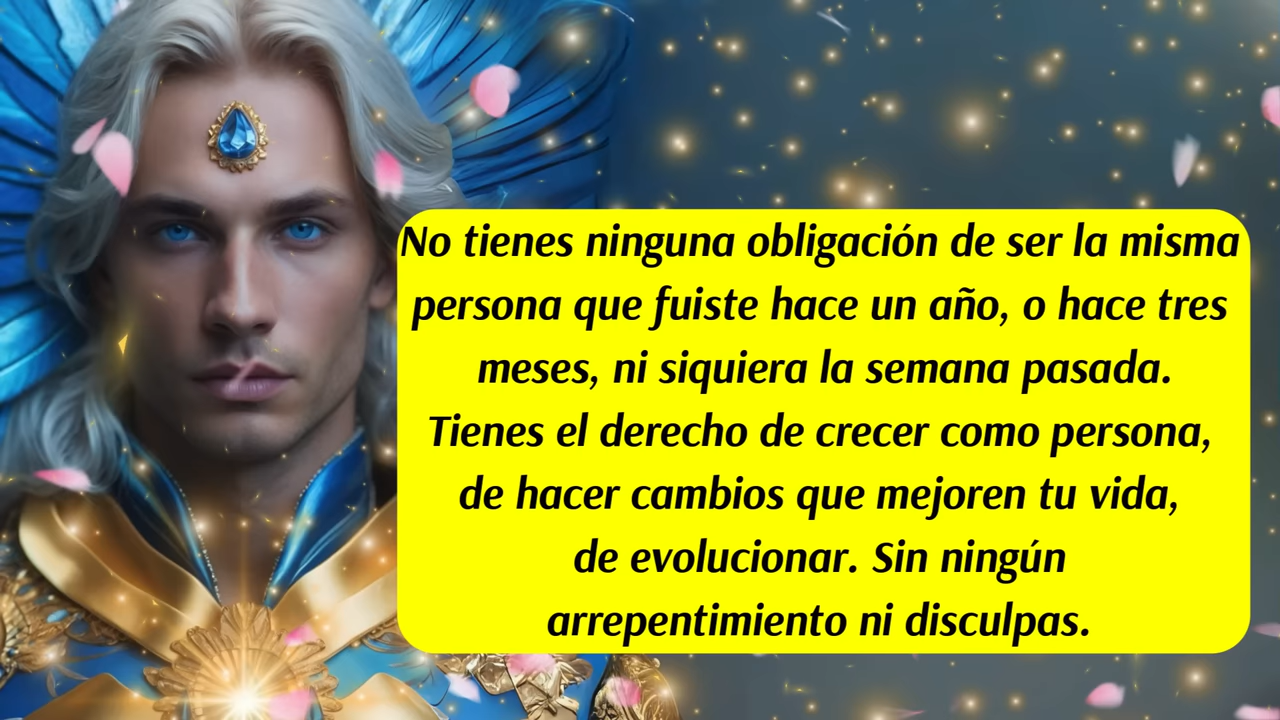 No tienes ninguna obligación de ser la misma
persona que fuiste hace un año, o hace tres
meses, ni siquiera la semana pasada.
Tienes el derecho de crecer como persona,
de hacer cambios que mejoren tu vida,
de evolucionar. Sin ningún
arrepentimiento ni disculpas.